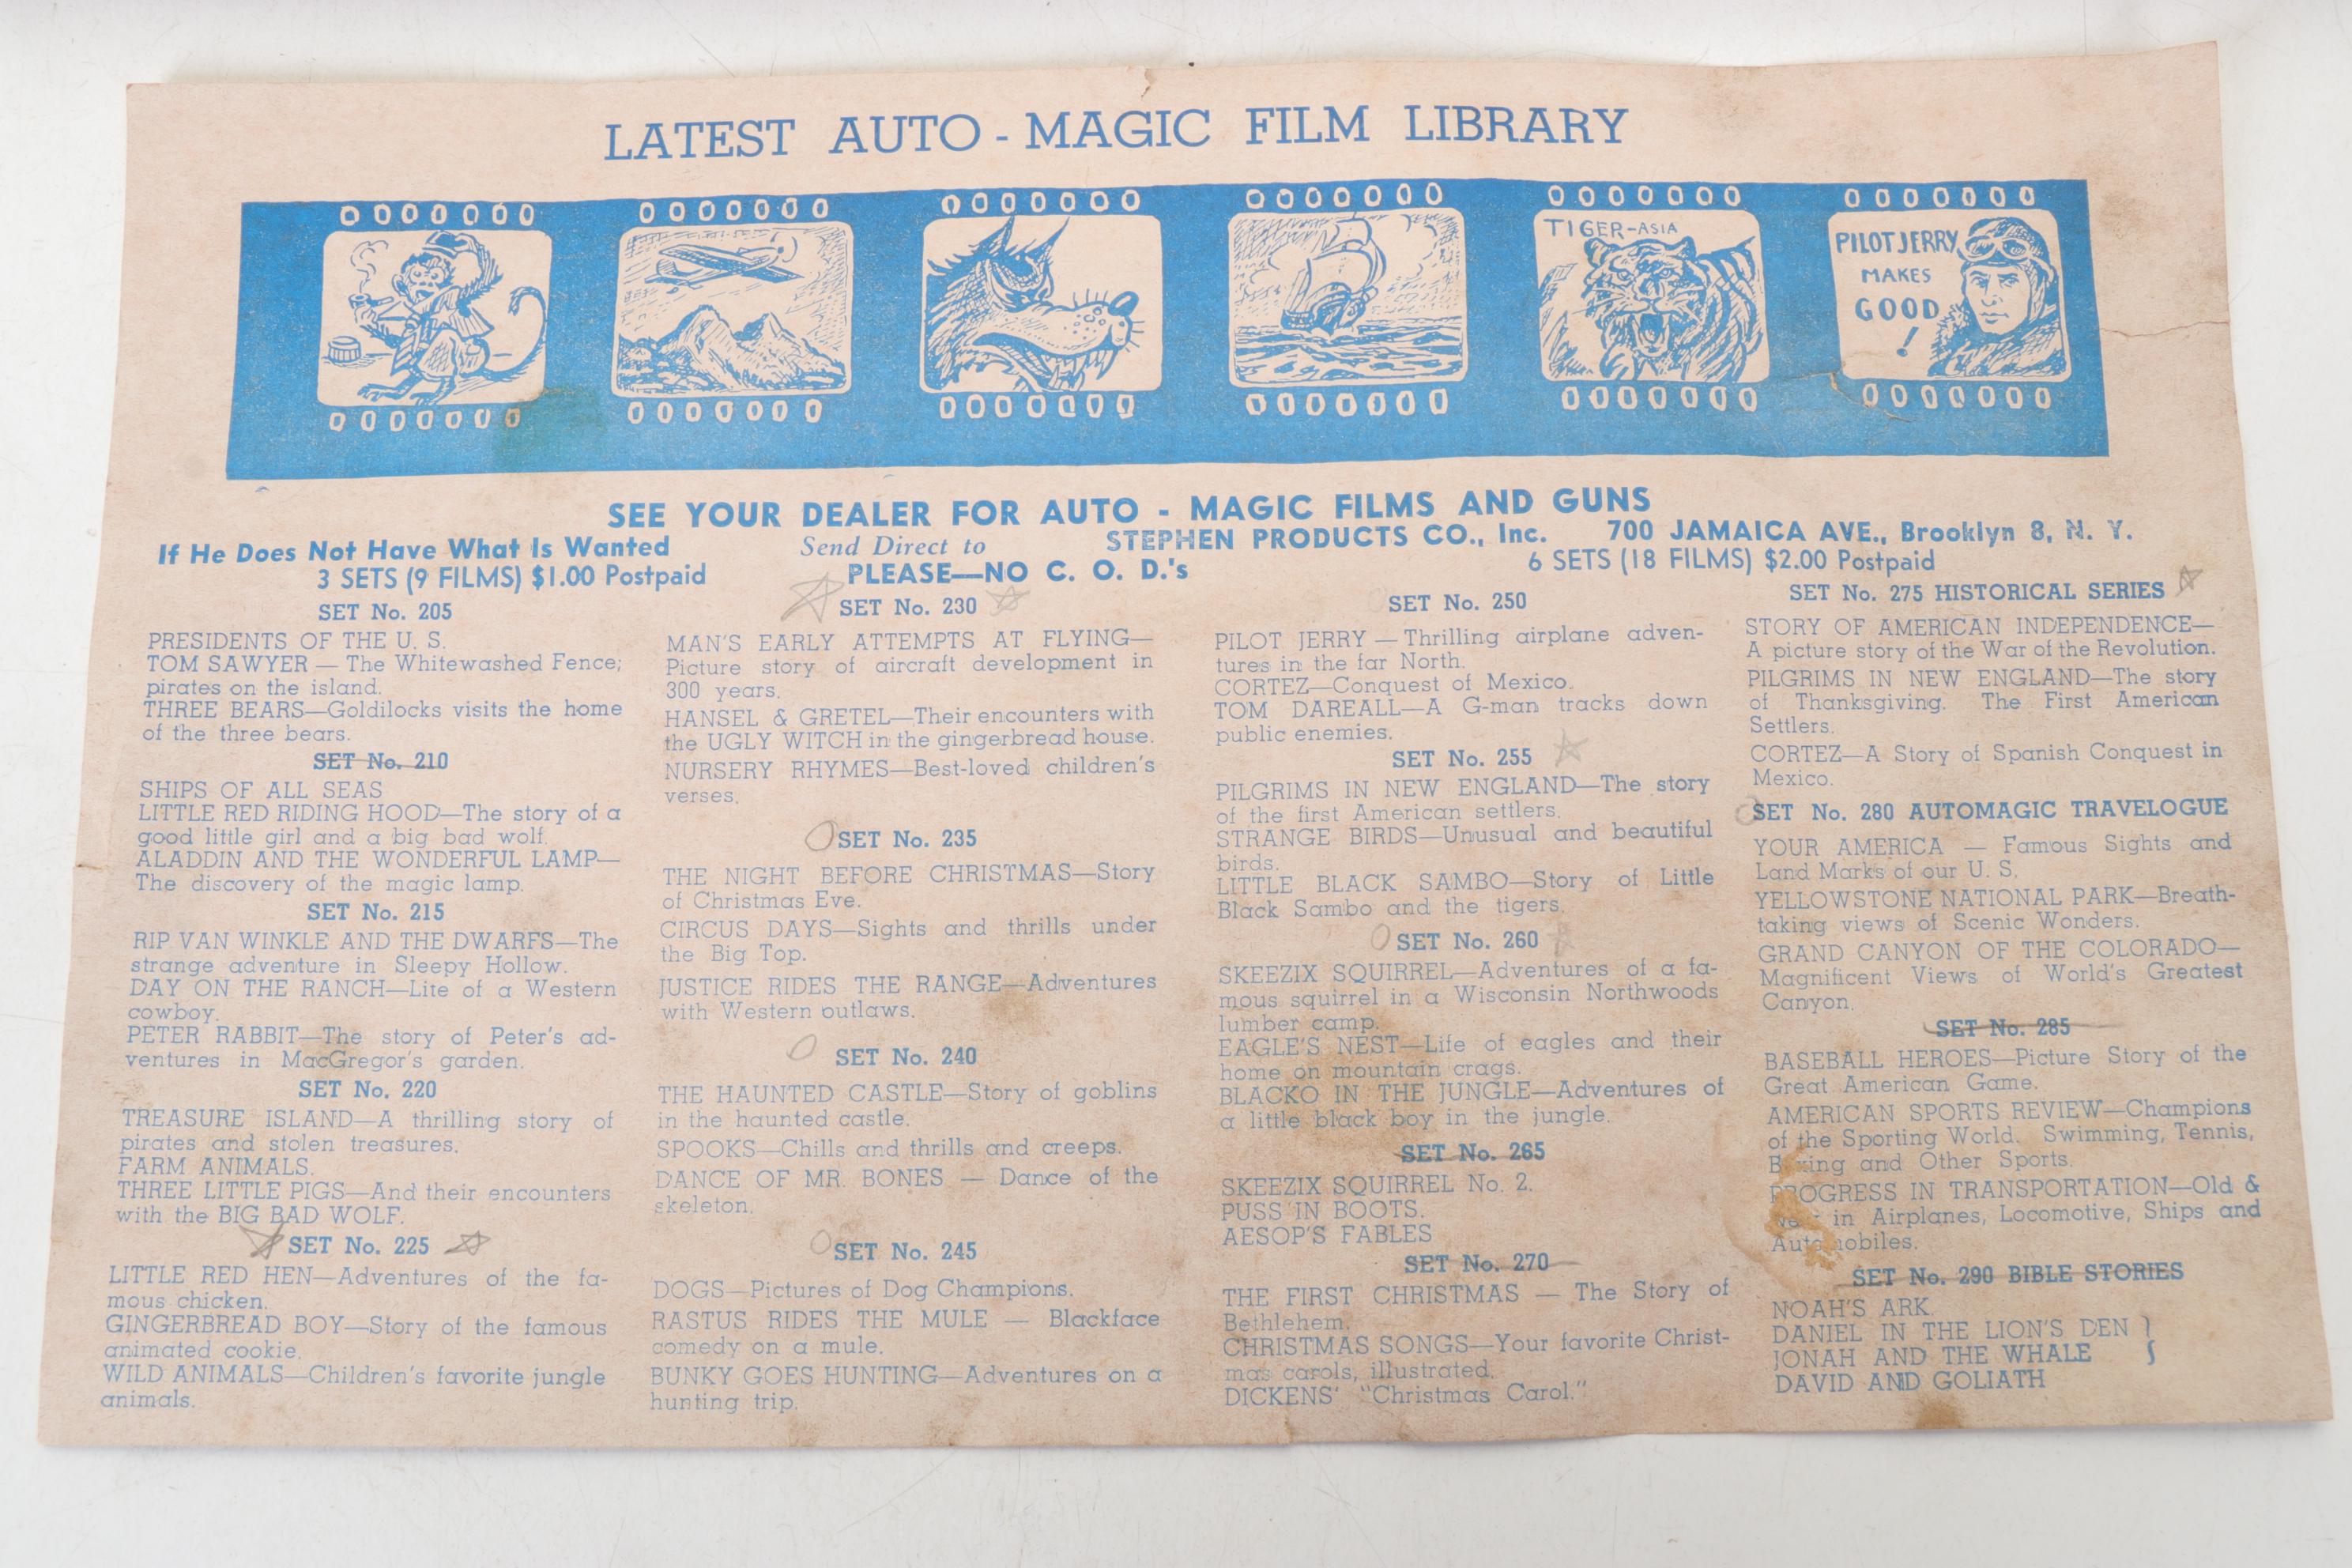 LATEST AUTO - MAGIC FILM LIBRARY
TIGER-ASIA
PILOT JERRY
MAKES
GOOD
!
SEE YOUR DEALER FOR AUTO - MAGIC FILMS AND GUNS
If He Does Not Have What Is Wanted Send Direct to STEPHEN PRODUCTS CO., Inc. 700 JAMAICA AVE., Brooklyn 8, N. Y.
3 SETS (9 FILMS) $1.00 Postpaid PLEASE—NO C. O. D.'s 6 SETS (18 FILMS) $2.00 Postpaid
SET No. 205
PRESIDENTS OF THE U. S.
TOM SAWYER — The Whitewashed Fence;
pirates on the island.
THREE BEARS—Goldilocks visits the home
of the three bears.
SET No. 210
SHIPS OF ALL SEAS
LITTLE RED RIDING HOOD—The story of a
good little girl and a big bad wolf.
ALADDIN AND THE WONDERFUL LAMP—
The discovery of the magic lamp.
SET No. 215
RIP VAN WINKLE AND THE DWARFS—The
strange adventure in Sleepy Hollow.
DAY ON THE RANCH—Lite of a Western
cowboy.
PETER RABBIT—The story of Peter's ad-
ventures in MacGregor's garden.
SET No. 220
TREASURE ISLAND—A thrilling story of
pirates and stolen treasures.
FARM ANIMALS.
THREE LITTLE PIGS—And their encounters
with the BIG BAD WOLF.
SET No. 225
LITTLE RED HEN—Adventures of the fa-
mous chicken.
GINGERBREAD BOY—Story of the famous
animated cookie.
WILD ANIMALS—Children's favorite jungle
animals.
SET No. 230
MAN'S EARLY ATTEMPTS AT FLYING—
Picture story of aircraft development in
300 years.
HANSEL & GRETEL—Their encounters with
the UGLY WITCH in the gingerbread house.
NURSERY RHYMES—Best-loved children's
verses.
SET No. 235
THE NIGHT BEFORE CHRISTMAS—Story
of Christmas Eve.
CIRCUS DAYS—Sights and thrills under
the Big Top.
JUSTICE RIDES THE RANGE—Adventures
with Western outlaws.
SET No. 240
THE HAUNTED CASTLE—Story of goblins
in the haunted castle.
SPOOKS—Chills and thrills and creeps.
DANCE OF MR. BONES — Dance of the
skeleton.
SET No. 245
DOGS—Pictures of Dog Champions.
RASTUS RIDES THE MULE — Blackface
comedy on a mule.
BUNKY GOES HUNTING—Adventures on a
hunting trip.
SET No. 250
PILOT JERRY — Thrilling airplane adven-
tures in the far North.
CORTEZ—Conquest of Mexico.
TOM DAREALL—A G-man tracks down
public enemies.
SET No. 255
PILGRIMS IN NEW ENGLAND—The story
of the first American settlers.
STRANGE BIRDS—Unusual and beautiful
birds.
LITTLE BLACK SAMBO—Story of Little
Black Sambo and the tigers.
SET No. 260
SKEEZIX SQUIRREL—Adventures of a fa-
mous squirrel in a Wisconsin Northwoods
lumber camp.
EAGLE'S NEST—Life of eagles and their
home on mountain crags.
BLACKO IN THE JUNGLE—Adventures of
a little black boy in the jungle.
SET No. 265
SKEEZIX SQUIRREL No. 2.
PUSS IN BOOTS.
AESOP'S FABLES
SET No. 270
THE FIRST CHRISTMAS — The Story of
Bethlehem.
CHRISTMAS SONGS—Your favorite Christ-
mas carols, illustrated.
DICKENS' "Christmas Carol."
SET No. 275 HISTORICAL SERIES
STORY OF AMERICAN INDEPENDENCE—
A picture story of the War of the Revolution.
PILGRIMS IN NEW ENGLAND—The story
of Thanksgiving. The First American
Settlers.
CORTEZ—A Story of Spanish Conquest in
Mexico.
SET No. 280 AUTOMAGIC TRAVELOGUE
YOUR AMERICA — Famous Sights and
Land Marks of our U. S.
YELLOWSTONE NATIONAL PARK—Breath-
taking views of Scenic Wonders.
GRAND CANYON OF THE COLORADO—
Magnificent Views of World's Greatest
Canyon.
SET No. 285
BASEBALL HEROES—Picture Story of the
Great American Game.
AMERICAN SPORTS REVIEW—Champions
of the Sporting World. Swimming, Tennis,
Boxing and Other Sports.
PROGRESS IN TRANSPORTATION—Old &
in Airplanes, Locomotive, Ships and
Automobiles.
SET No. 290 BIBLE STORIES
NOAH'S ARK.
DANIEL IN THE LION'S DEN
JONAH AND THE WHALE
DAVID AND GOLIATH